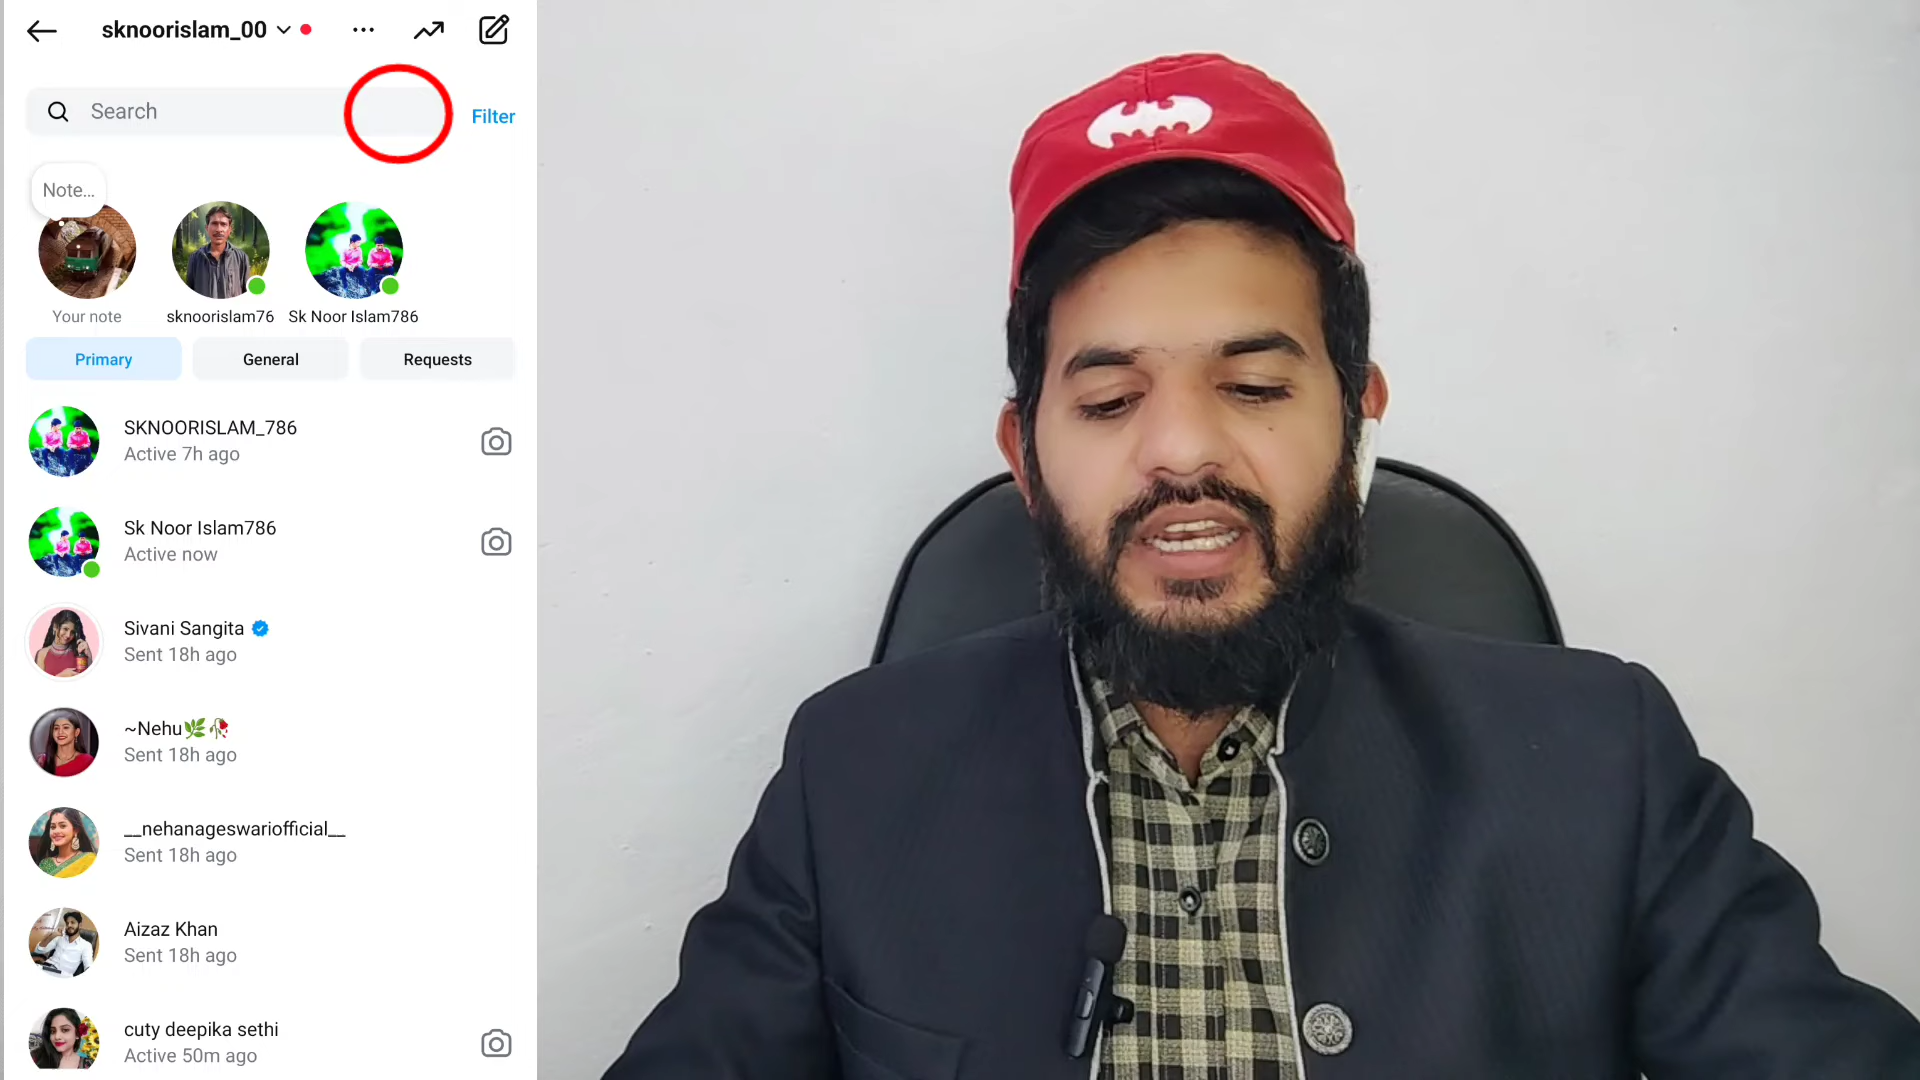 sknoorislam_00
Search
Filter
Note...
Your note
sknoorislam76
Sk Noor Islam786
Primary
General
Requests
SKNOORISLAM_786
Active 7h ago
Sk Noor Islam786
Active now
Sivani Sangita
Sent 18h ago
~Nehu🌿🥀
Sent 18h ago
__nehanageswariofficial__
Sent 18h ago
Aizaz Khan
Sent 18h ago
cuty deepika sethi
Active 50m ago